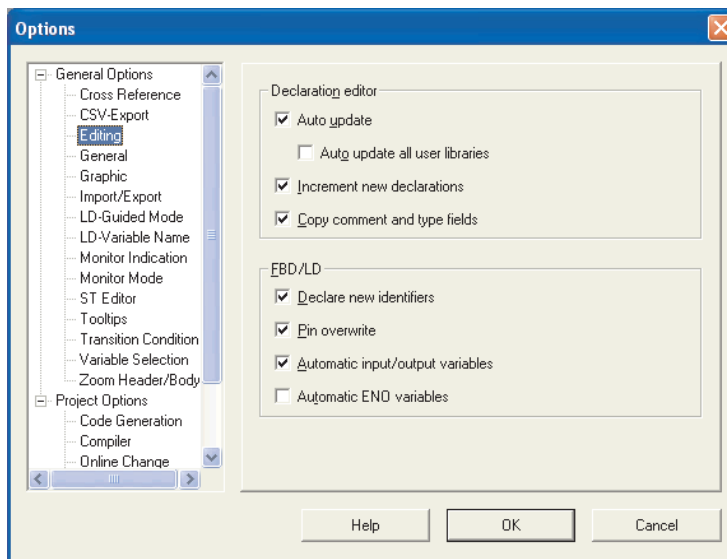 Options
General Options
Cross Reference
CSV-Export
Editing
General
Graphic
Import/Export
LD-Guided Mode
LD-Variable Name
Monitor Indication
Monitor Mode
ST Editor
Tooltips
Transition Condition
Variable Selection
Zoom Header/Body
Project Options
Code Generation
Compiler
Online Change
Declaration editor
Auto update
Auto update all user libraries
Increment new declarations
Copy comment and type fields
FBD/LD
Declare new identifiers
Pin overwrite
Automatic input/output variables
Automatic ENO variables
Help
OK
Cancel